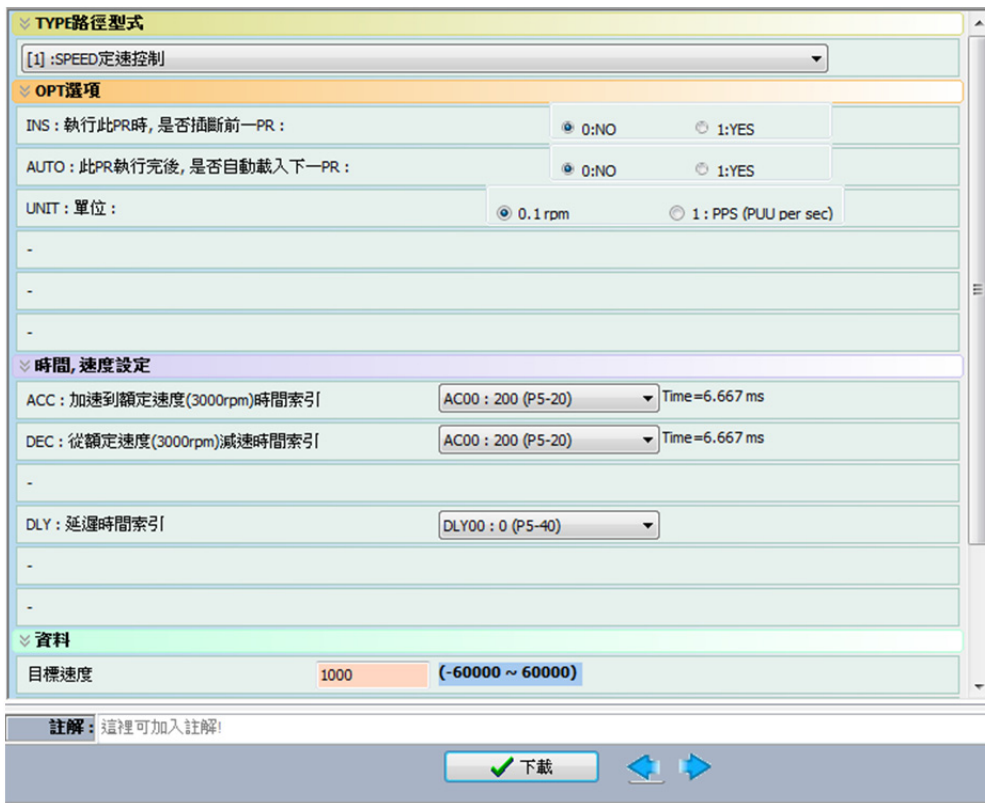 TYPE路徑型式
[1] :SPEED定速控制
OPT選項
INS : 執行此PR時, 是否插斷前一PR : 0:NO 1:YES
AUTO : 此PR執行完後, 是否自動載入下一PR : 0:NO 1:YES
UNIT : 單位 : 0.1 rpm 1 : PPS (PUU per sec)
-
-
-
時間, 速度設定
ACC : 加速到額定速度(3000rpm)時間索引 AC00 : 200 (P5-20) Time=6.667 ms
DEC : 從額定速度(3000rpm)減速時間索引 AC00 : 200 (P5-20) Time=6.667 ms
-
DLY : 延遲時間索引 DLY00 : 0 (P5-40)
-
-
資料
目標速度 1000 (-60000 ~ 60000)
註解 : 這裡可加入註解!
下載